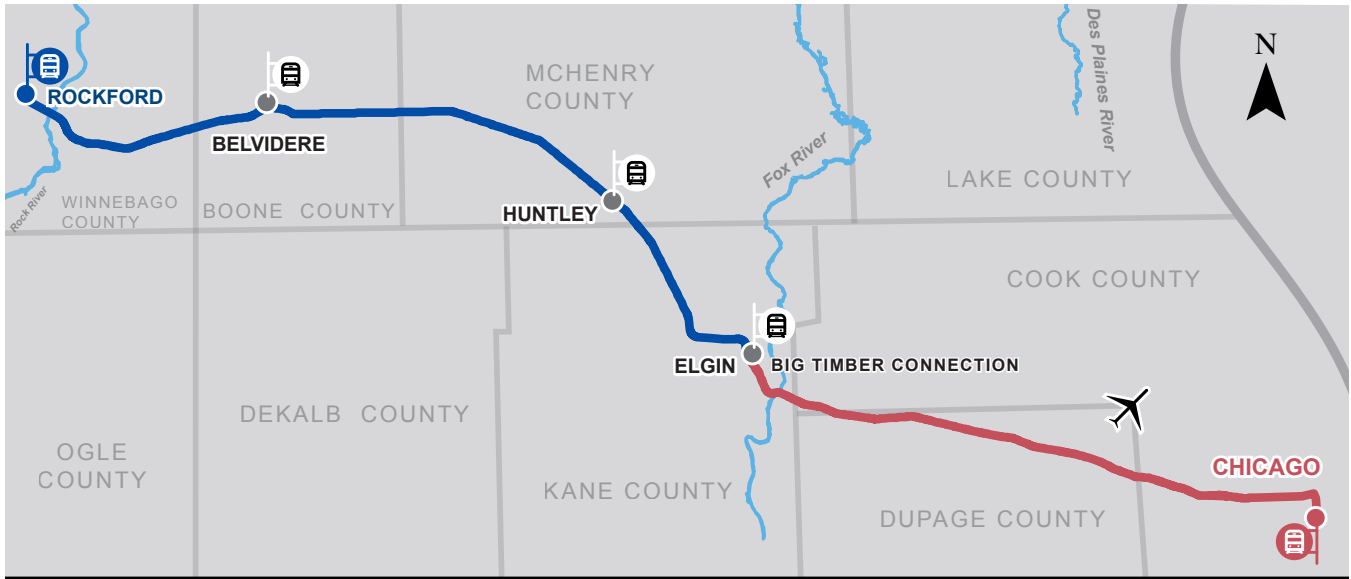 Des Plaines River
N
MCHENRY
COUNTY
ROCKFORD
BELVIDERE
Fox River
LAKE COUNTY
Rock River
WINNEBAGO
COUNTY
BOONE COUNTY
HUNTLEY
COOK COUNTY
ELGIN
BIG TIMBER CONNECTION
DEKALB COUNTY
OGLE
COUNTY
CHICAGO
KANE COUNTY
DUPAGE COUNTY